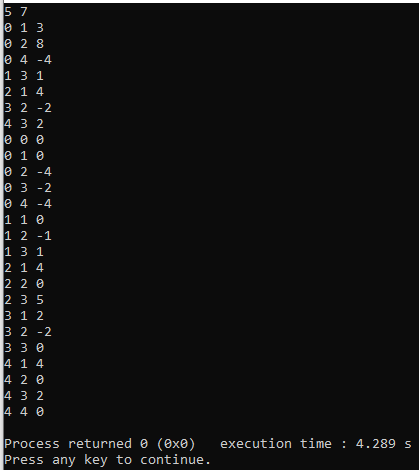 5 7
0 1 3
0 2 8
0 4 -4
1 3 1
2 1 4
3 2 -2
4 3 2
0 0 0
0 1 0
0 2 -4
0 3 -2
0 4 -4
1 1 0
1 2 -1
1 3 1
2 1 4
2 2 0
2 3 5
3 1 2
3 2 -2
3 3 0
4 1 4
4 2 0
4 3 2
4 4 0
Process returned 0 (0x0)   execution time : 4.289 s
Press any key to continue.